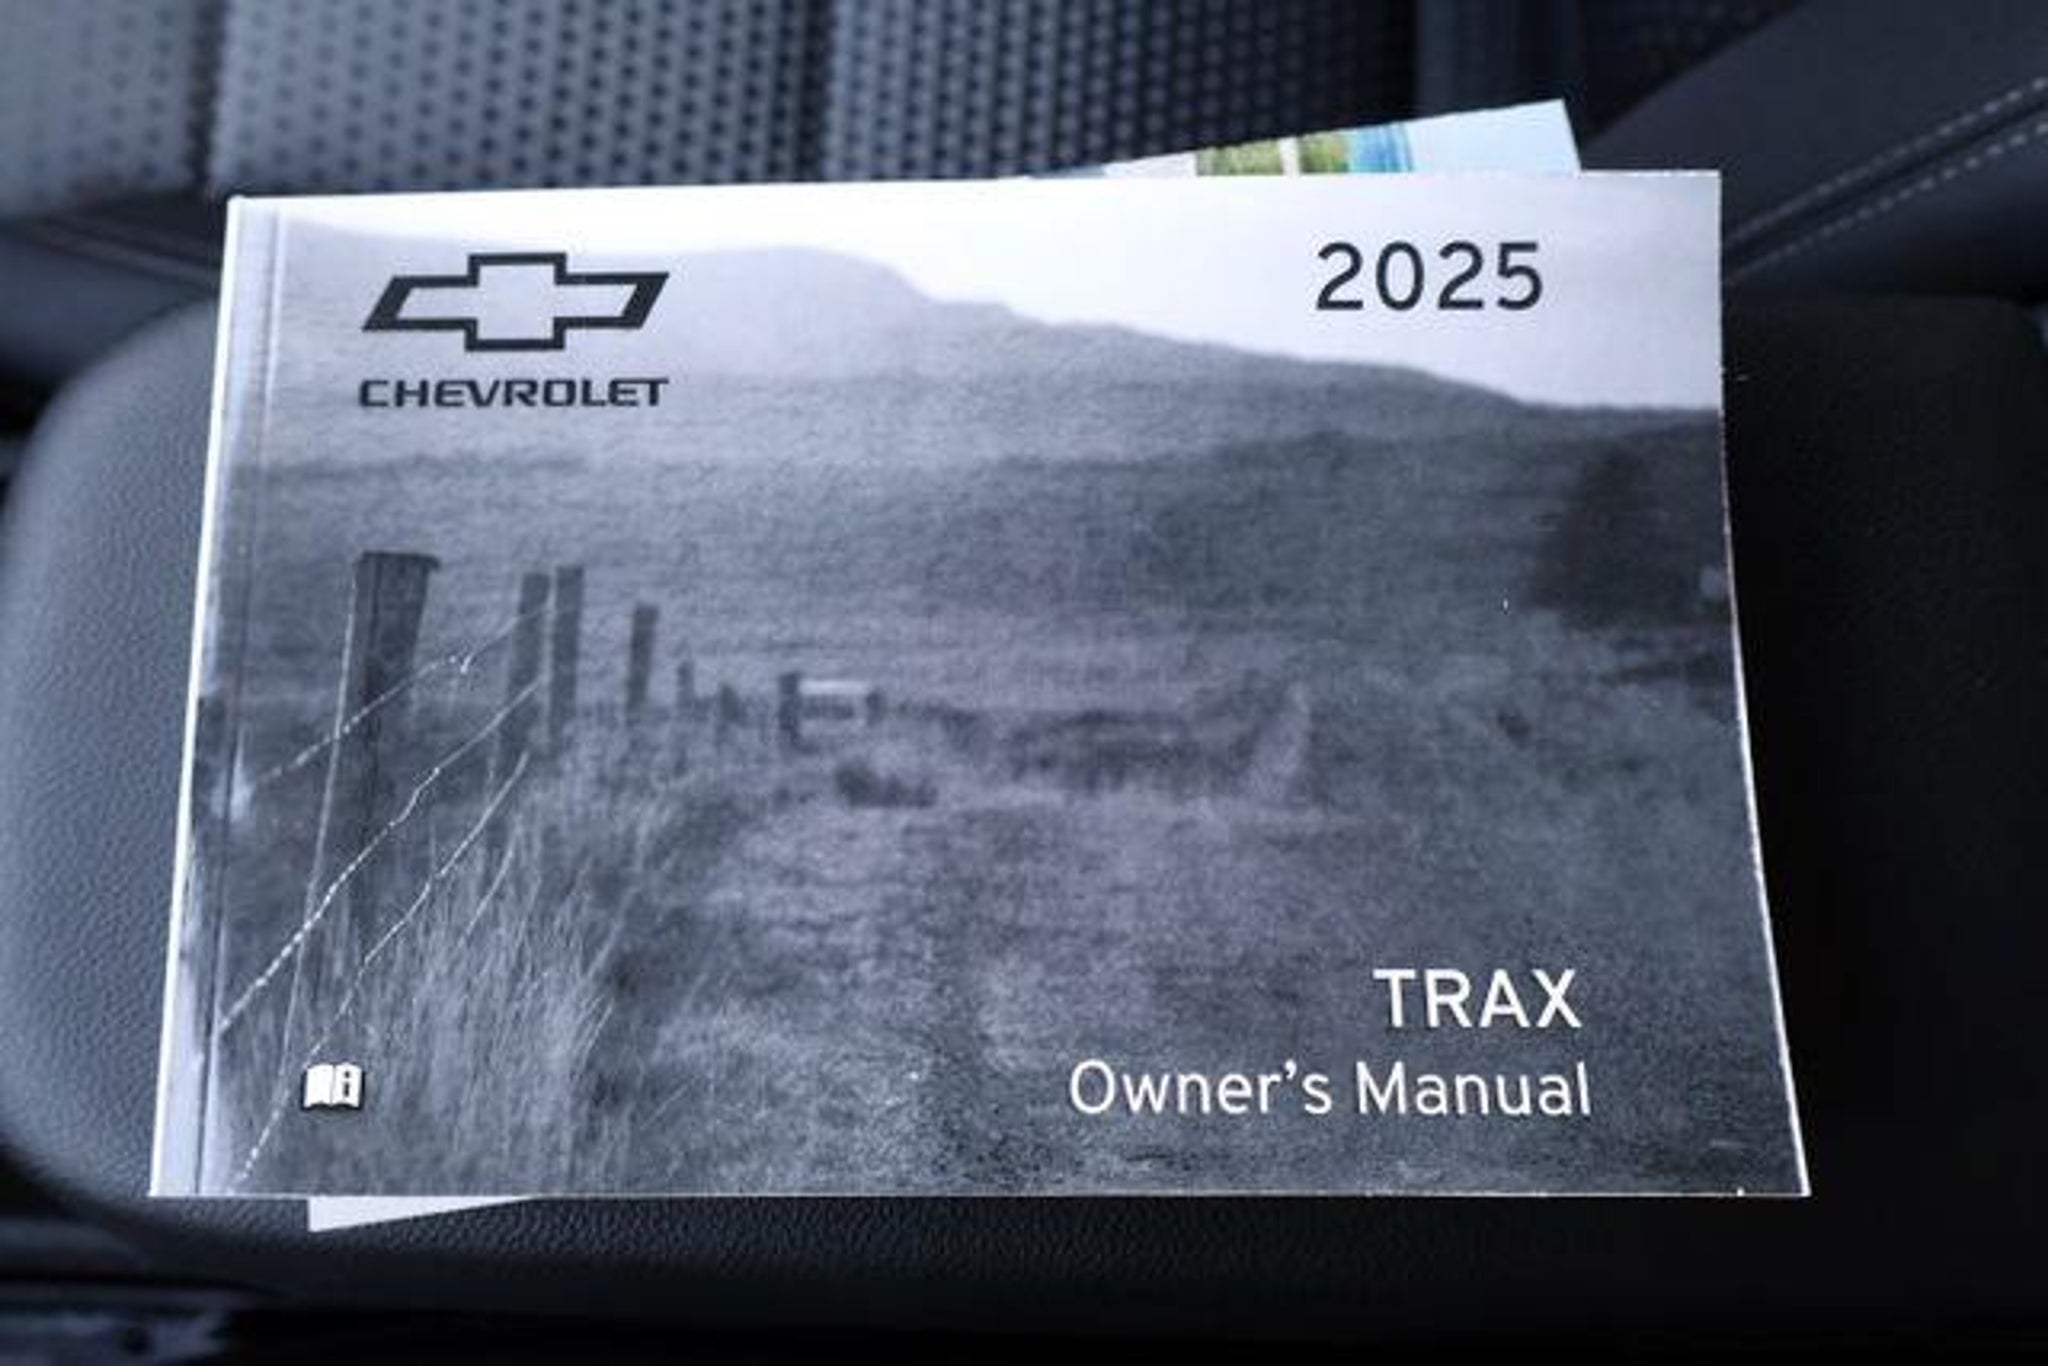 CHEVROLET
2025
TRAX
Owner's Manual